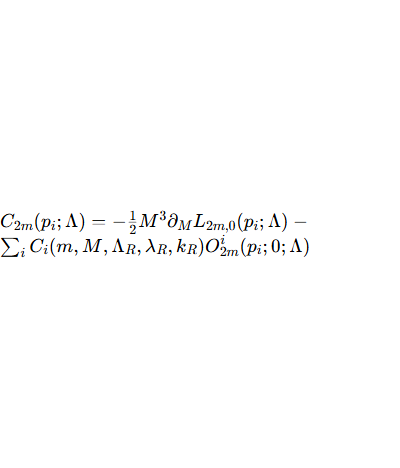 $C_{2m}(p_i; \Lambda) = -\frac{1}{2} M^3 \partial_M L_{2m,0}(p_i; \Lambda) -$
$\sum_i C_i(m, M, \Lambda_R, \lambda_R, k_R) O^i_{2m}(p_i; 0; \Lambda)$